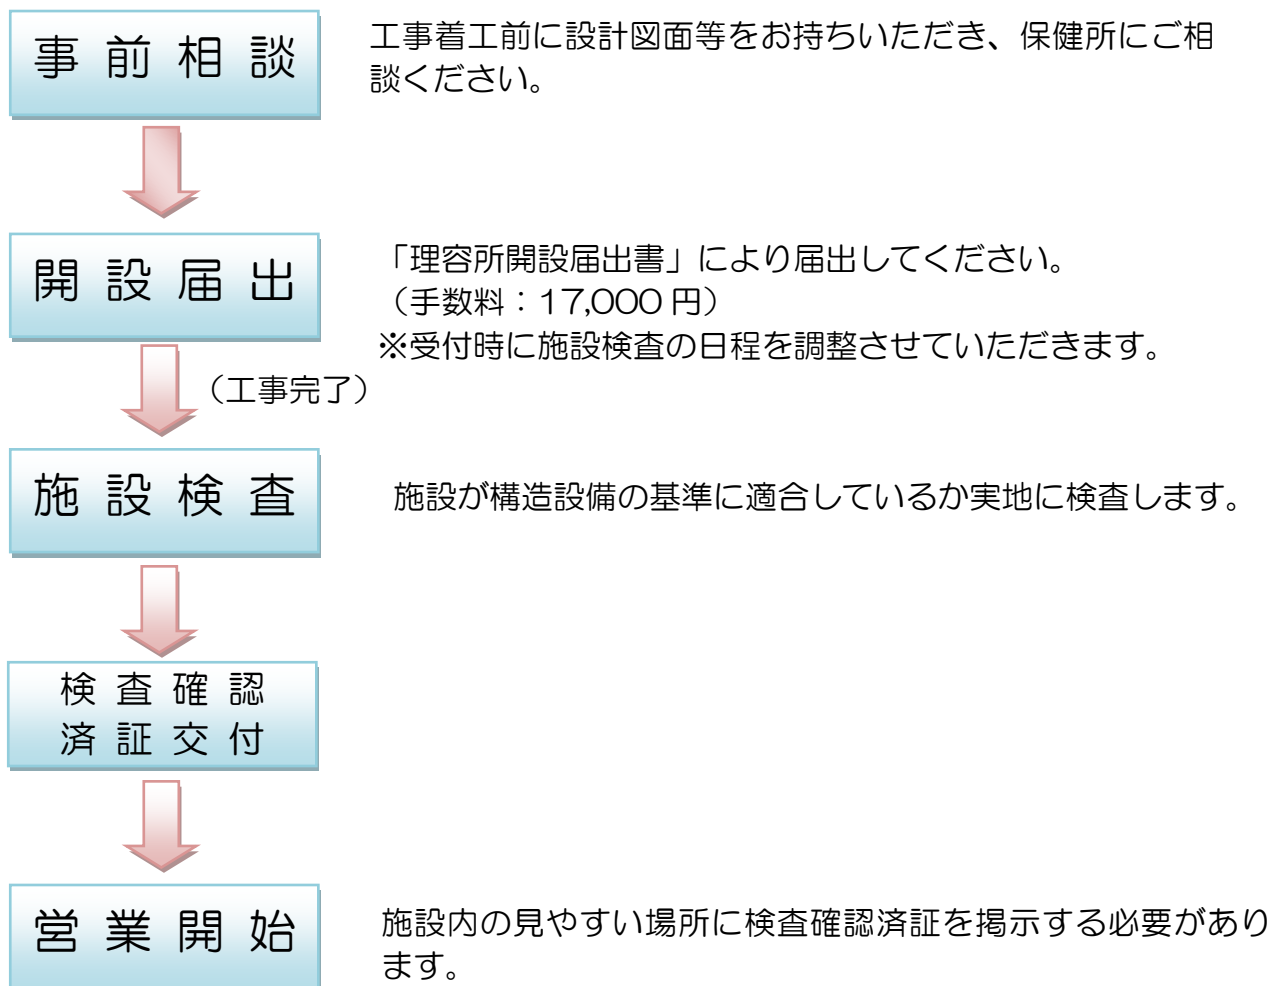 事前相談
工事着工前に設計図面等をお持ちいただき、保健所にご相
談ください。
開設届出
「理容所開設届出書」により届出してください。
（手数料：17,000 円）
※受付時に施設検査の日程を調整させていただきます。
（工事完了）
施設検査
施設が構造設備の基準に適合しているか実地に検査します。
検査確認
済証交付
営業開始
施設内の見やすい場所に検査確認済証を掲示する必要があり
ます。